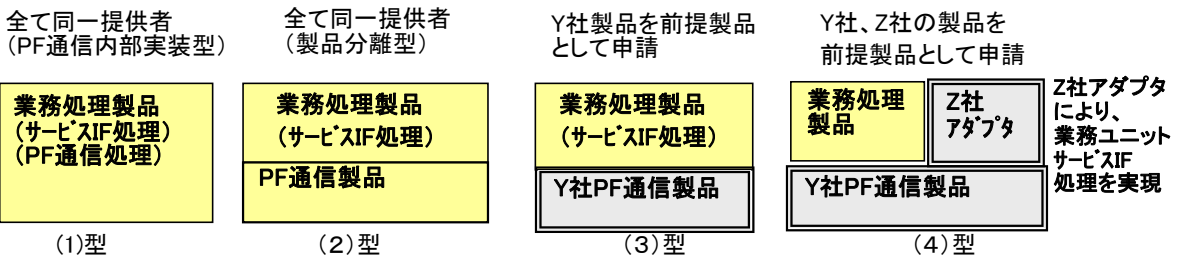 全て同一提供者
(PF通信内部実装型)
業務処理製品
(サービスIF処理)
(PF通信処理)
(1)型
全て同一提供者
(製品分離型)
業務処理製品
(サービスIF処理)
PF通信製品
(2)型
Y社製品を前提製品
として申請
業務処理製品
(サービスIF処理)
Y社PF通信製品
(3)型
Y社、Z社の製品を
前提製品として申請
業務処理
製品
Z社
アダプタ
Y社PF通信製品
Z社アダプタ
により、
業務ユニット
サービスIF
処理を実現
(4)型